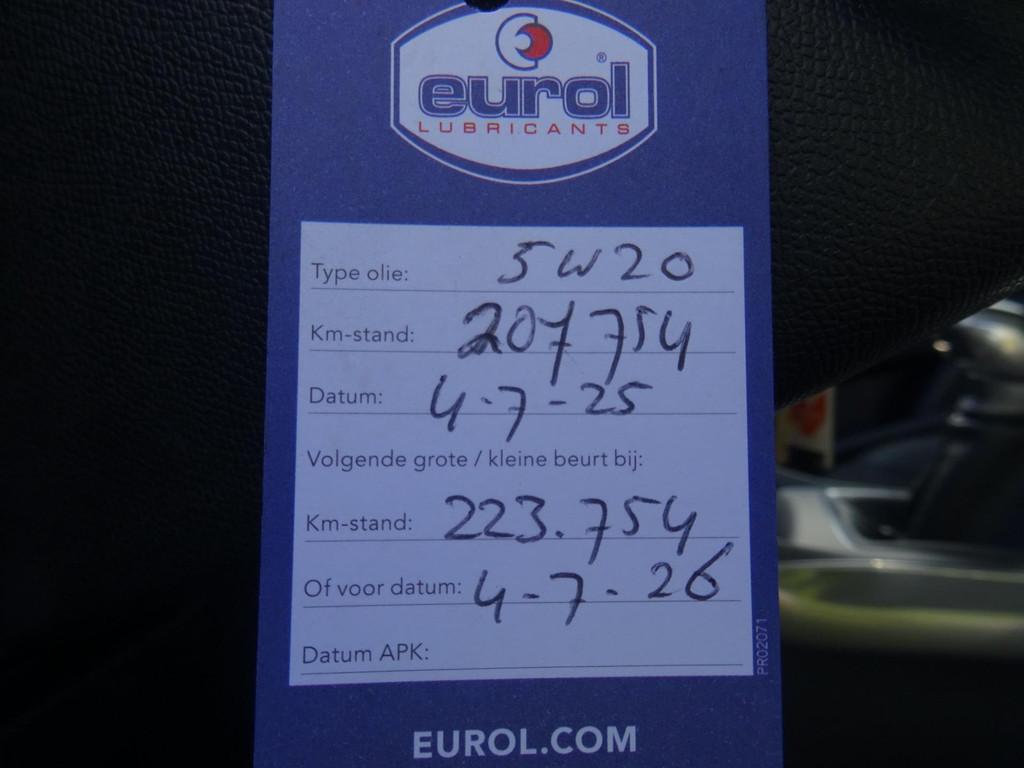 eurol®
LUBRICANTS
Type olie: 5W20
Km-stand: 207754
Datum: 4-7-25
Volgende grote / kleine beurt bij:
Km-stand: 223.754
Of voor datum: 4-7-26
Datum APK:
PR02071
EUROL.COM